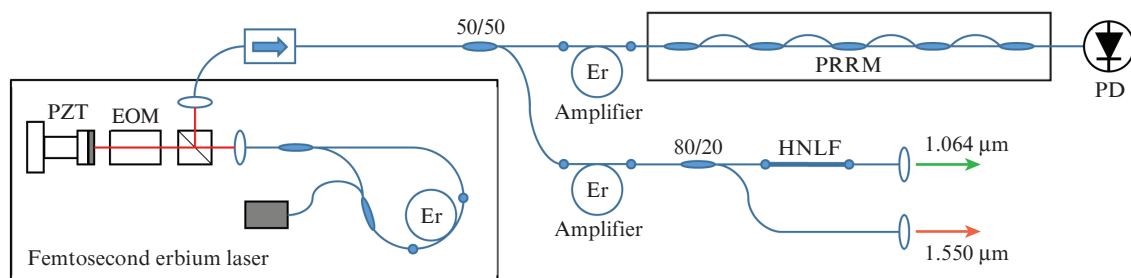 50/50
Er
Amplifier
PRRM
PD
PZT
EOM
Er
Femtosecond erbium laser
80/20
HNLF
1.064 μm
Er
Amplifier
1.550 μm